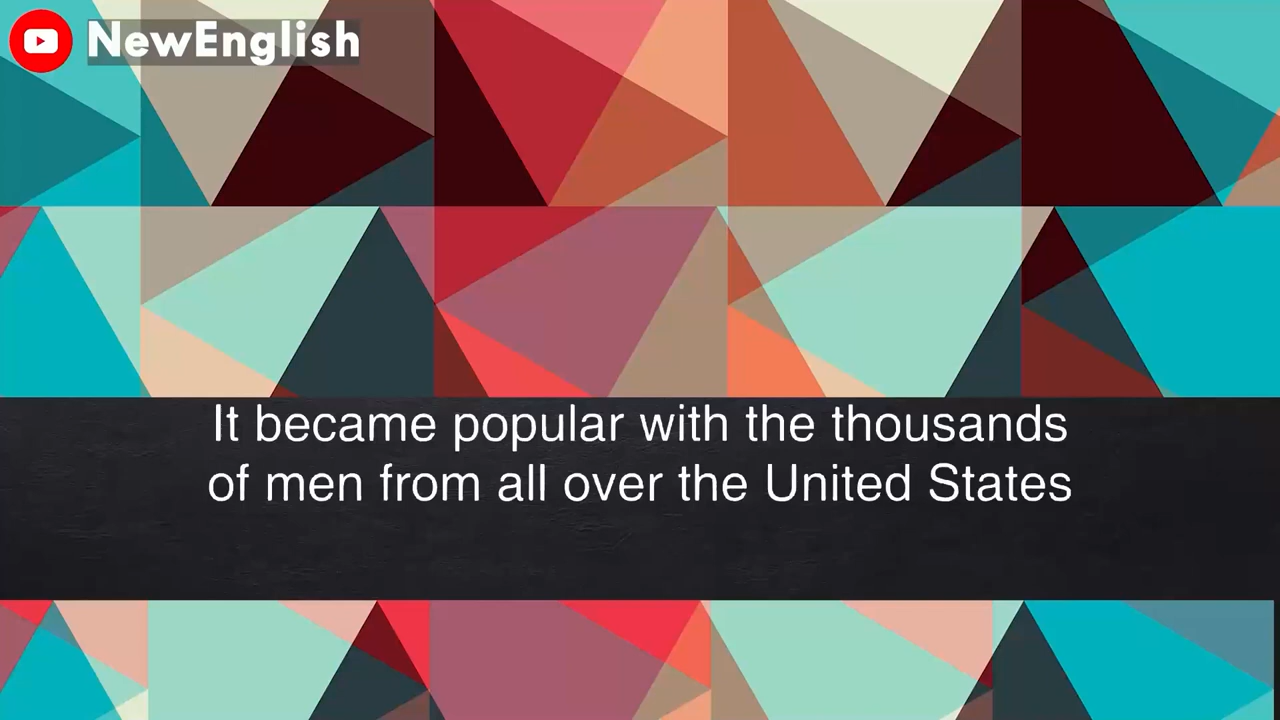 NewEnglish
It became popular with the thousands
of men from all over the United States